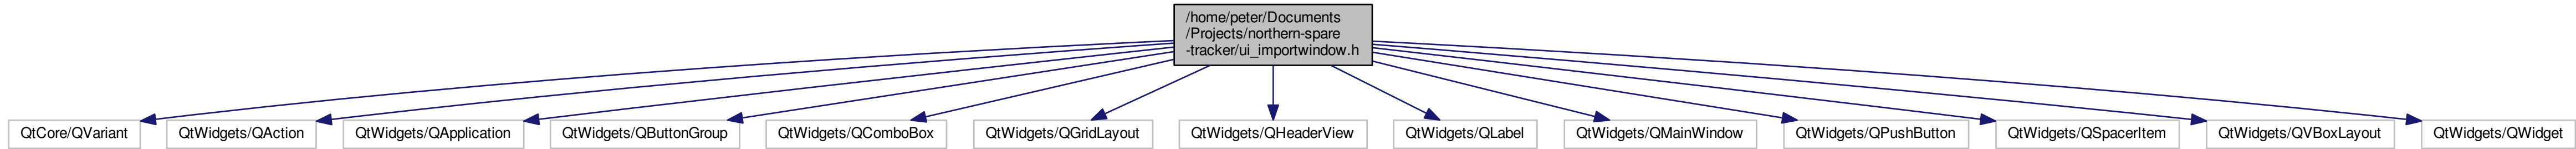 /home/peter/Documents
/Projects/northern-spare
-tracker/ui_importwindow.h
QtCore/QVariant
QtWidgets/QAction
QtWidgets/QApplication
QtWidgets/QButtonGroup
QtWidgets/QComboBox
QtWidgets/QGridLayout
QtWidgets/QHeaderView
QtWidgets/QLabel
QtWidgets/QMainWindow
QtWidgets/QPushButton
QtWidgets/QSpacerItem
QtWidgets/QVBoxLayout
QtWidgets/QWidget